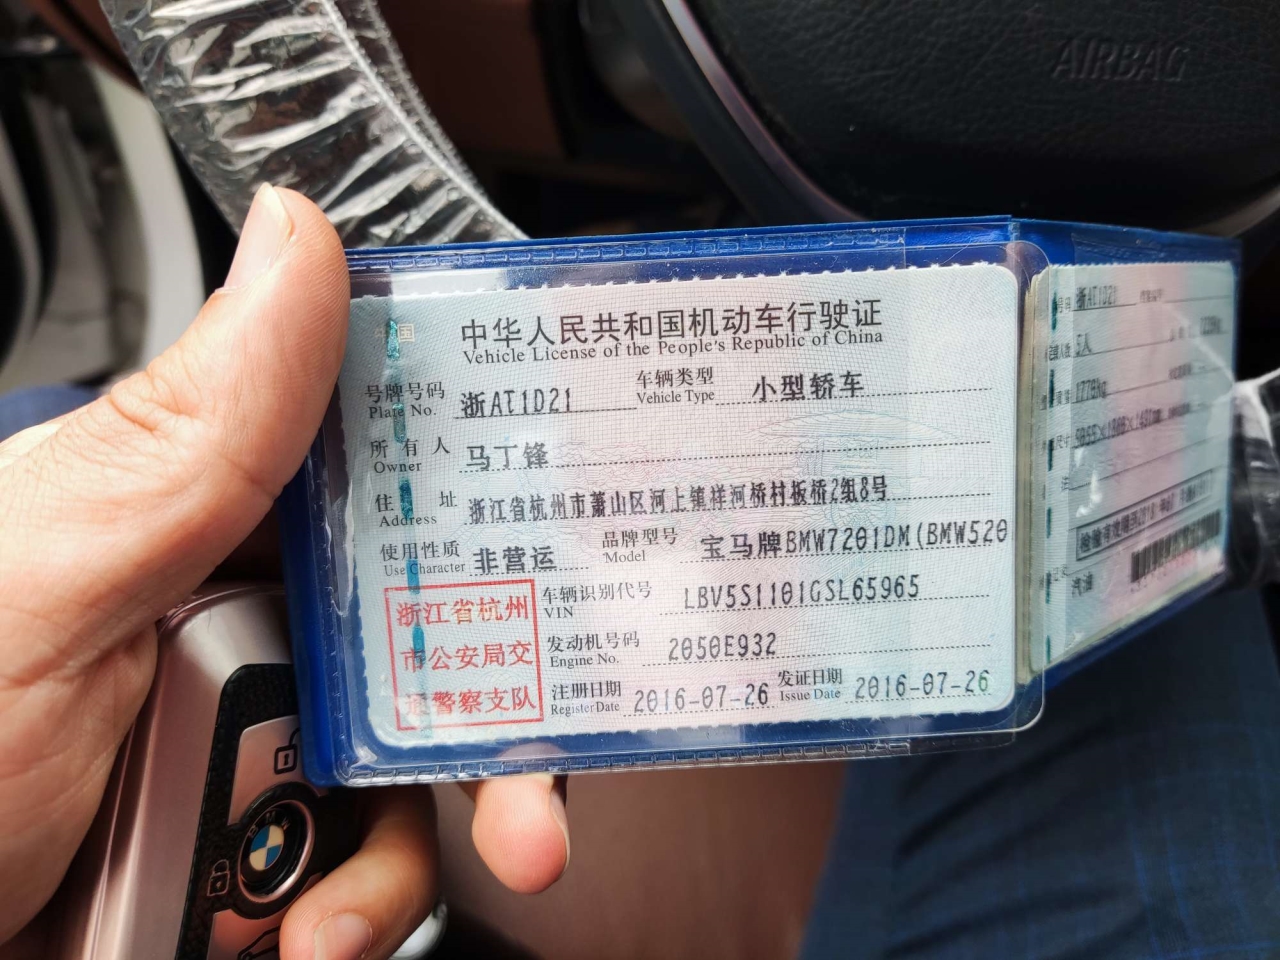 AIRBAG
中华人民共和国机动车行驶证
Vehicle License of the People's Republic of China
号牌号码 浙AT1D21 车辆类型 小型轿车
Plate No. Vehicle Type
所有人 马丁锋
Owner
住址 浙江省杭州市萧山区河上镇祥河桥村板桥2组8号
Address
使用性质 非营运 品牌型号 宝马牌BMW7201DM(BMW520
Use Character Model
浙江省杭州
市公安局交
通警察支队
车辆识别代号 LBV5S1101GSL65965
VIN
发动机号码 2050E932
Engine No.
注册日期 2016-07-26 发证日期 2016-07-26
Register Date Issue Date
浙AT1D21
5人
1770kg
汽油